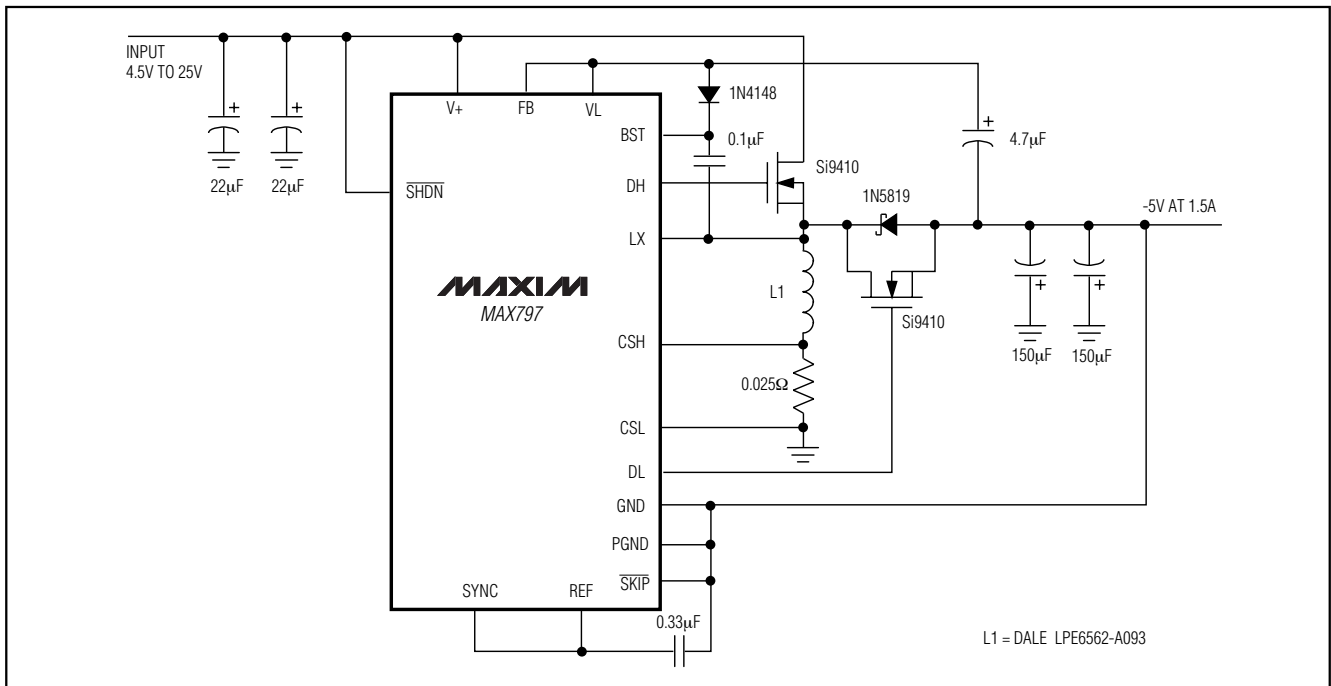 INPUT
4.5V TO 25V
+
+
22µF
22µF
V+
FB
VL
1N4148
BST
0.1µF
+
4.7µF
SHDN
DH
Si9410
1N5819
-5V AT 1.5A
LX
MAXIM
MAX797
L1
Si9410
+
+
150µF
150µF
CSH
0.025Ω
CSL
DL
GND
PGND
SKIP
SYNC
REF
0.33µF
L1 = DALE LPE6562-A093